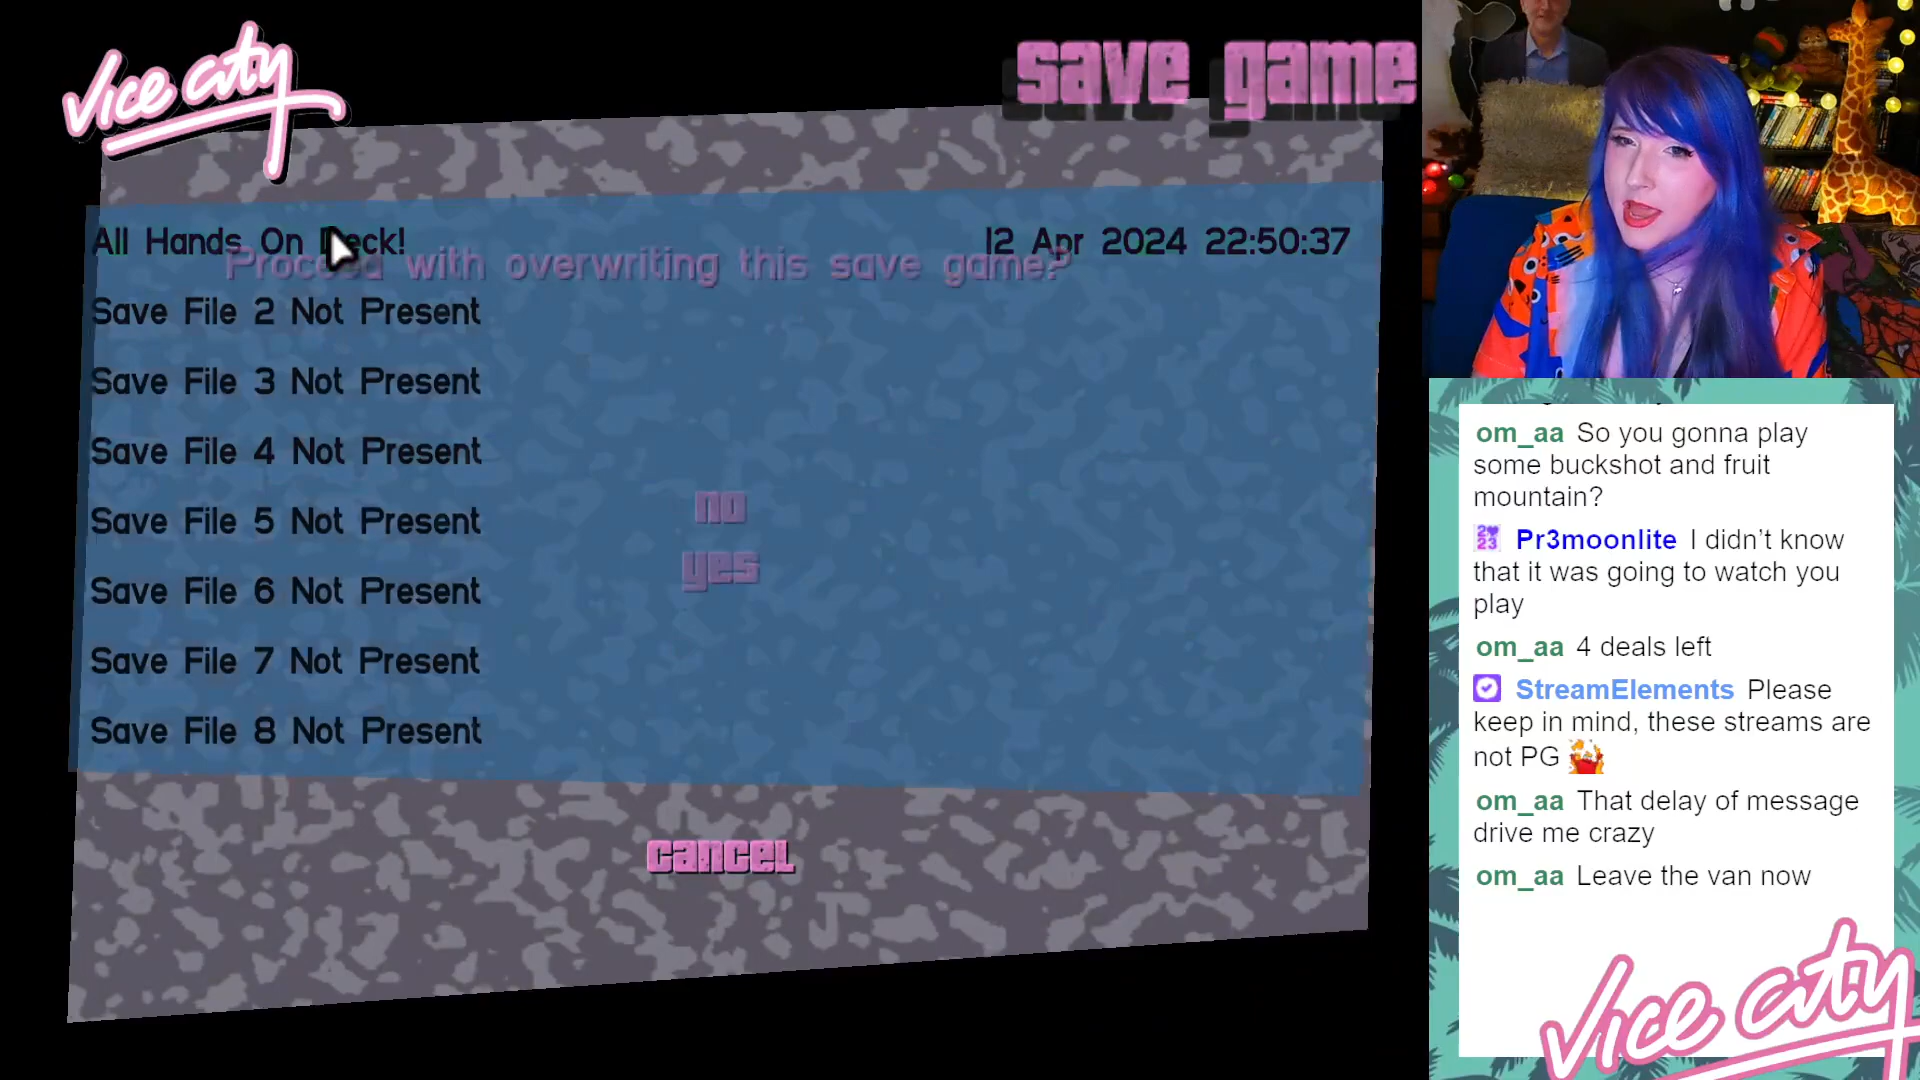 vice city
save game
All Hands On Deck! 12 Apr 2024 22:50:37
Proceed with overwriting this save game?
Save File 2 Not Present
Save File 3 Not Present
Save File 4 Not Present
Save File 5 Not Present
no
yes
Save File 6 Not Present
Save File 7 Not Present
Save File 8 Not Present
cancel
om_aa So you gonna play
some buckshot and fruit
mountain?
Pr3moonlite I didn't know
that it was going to watch you
play
om_aa 4 deals left
StreamElements Please
keep in mind, these streams are
not PG
om_aa That delay of message
drive me crazy
om_aa Leave the van now
vice city